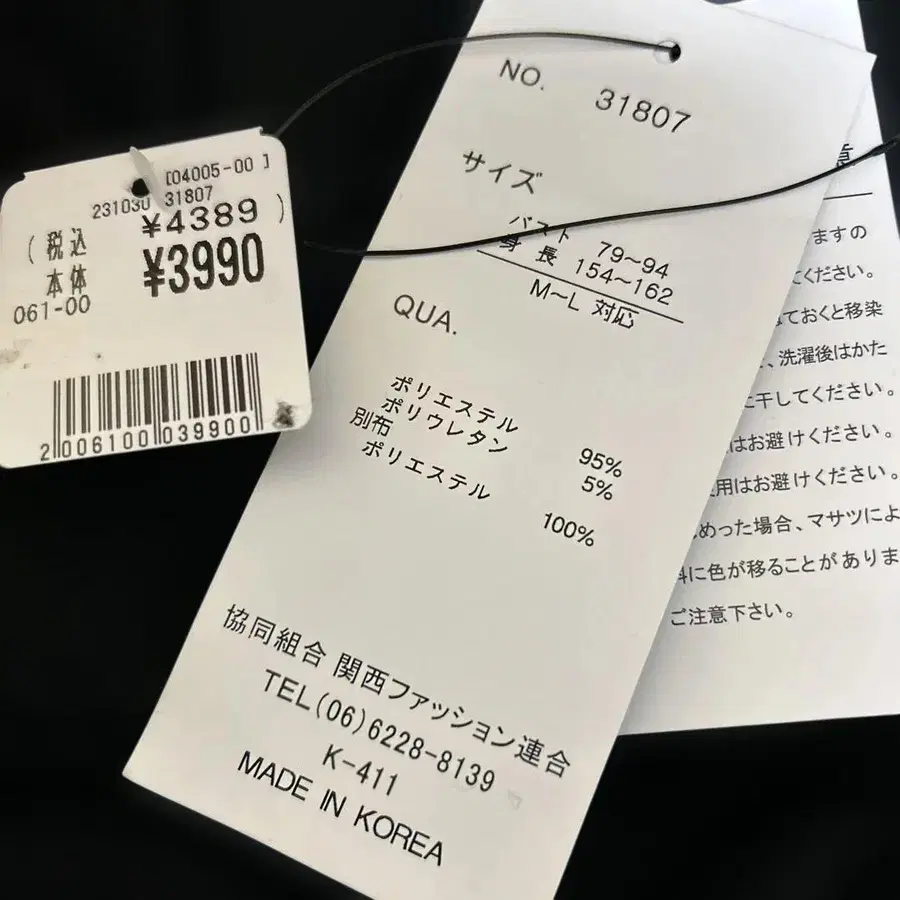 [04005-00 ]
231030 31807
(税込 ¥4389 )
本体 ¥3990
061-00
2 006100 039900
NO. 31807
サイズ
バスト 79~94
身長 154~162
M~L 対応
QUA.
ポリエステル 95%
ポリウレタン 5%
別布
ポリエステル 100%
協同組合 関西ファッション連合
TEL(06)6228-8139
K-411
MADE IN KOREA
意
ますの
ください。
ておくと移染
、洗濯後はかた
に干してください。
はお避けください。
用はお避けください。
めった場合、マサツによ
に色が移ることがありま
ご注意下さい。